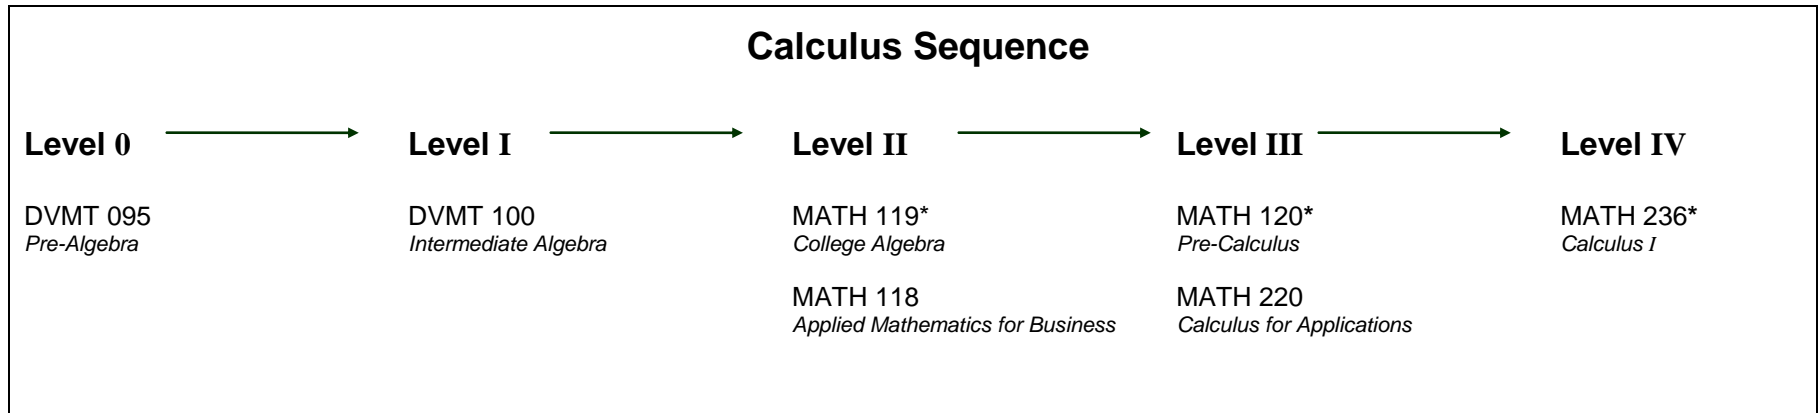 Calculus Sequence
Level 0
Level I
Level II
Level III
Level IV
DVMT 095
Pre-Algebra
DVMT 100
Intermediate Algebra
MATH 119*
College Algebra
MATH 118
Applied Mathematics for Business
MATH 120*
Pre-Calculus
MATH 220
Calculus for Applications
MATH 236*
Calculus I